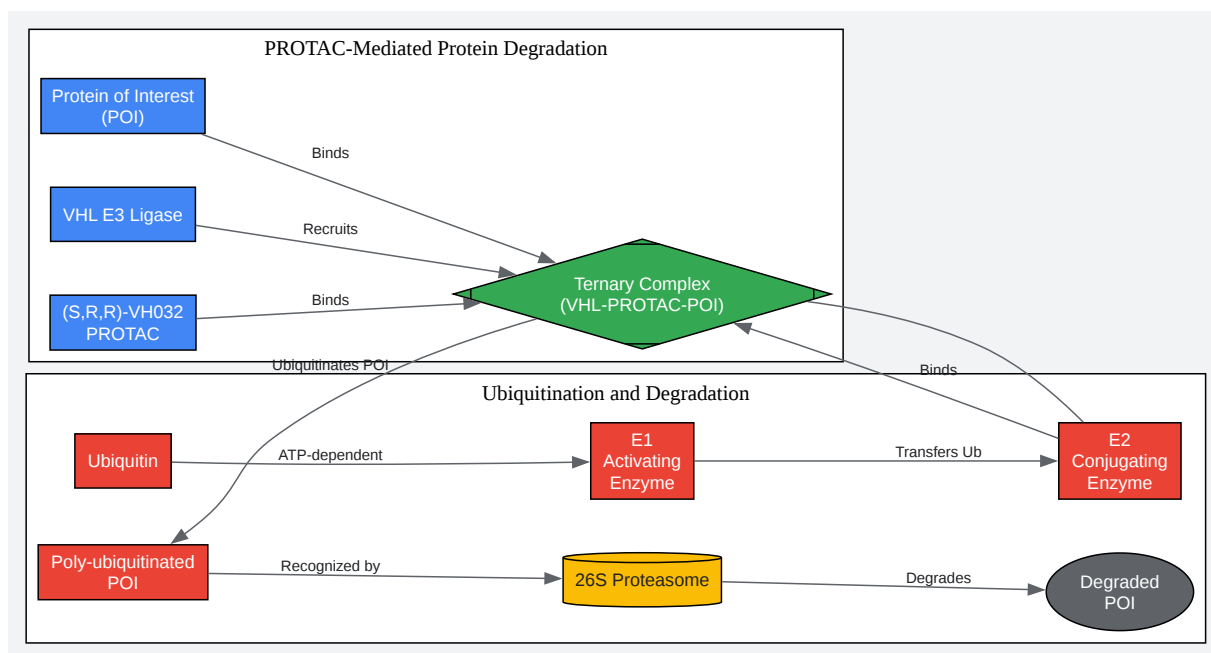 PROTAC-Mediated Protein Degradation
Protein of Interest
(POI)
Binds
VHL E3 Ligase
Recruits
(S,R,R)-VH032
PROTAC
Binds
Ternary Complex
(VHL-PROTAC-POI)
Ubiquitinates POI
Binds
Ubiquitination and Degradation
Ubiquitin
ATP-dependent
E1
Activating
Enzyme
Transfers Ub
E2
Conjugating
Enzyme
Poly-ubiquitinated
POI
Recognized by
26S Proteasome
Degrades
Degraded
POI